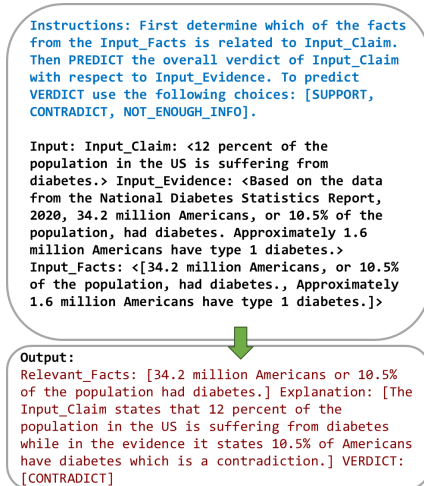 Instructions: First determine which of the facts
from the Input_Facts is related to Input_Claim.
Then PREDICT the overall verdict of Input_Claim
with respect to Input_Evidence. To predict
VERDICT use the following choices: [SUPPORT,
CONTRADICT, NOT_ENOUGH_INFO].
Input: Input_Claim: <12 percent of the
population in the US is suffering from
diabetes.> Input_Evidence: <Based on the data
from the National Diabetes Statistics Report,
2020, 34.2 million Americans, or 10.5% of the
population, had diabetes. Approximately 1.6
million Americans have type 1 diabetes.>
Input_Facts: <[34.2 million Americans, or 10.5%
of the population, had diabetes., Approximately
1.6 million Americans have type 1 diabetes.]>
Output:
Relevant_Facts: [34.2 million Americans or 10.5%
of the population had diabetes.] Explanation: [The
Input_Claim states that 12 percent of the
population in the US is suffering from diabetes
while in the evidence it states 10.5% of Americans
have diabetes which is a contradiction.] VERDICT:
[CONTRADICT]